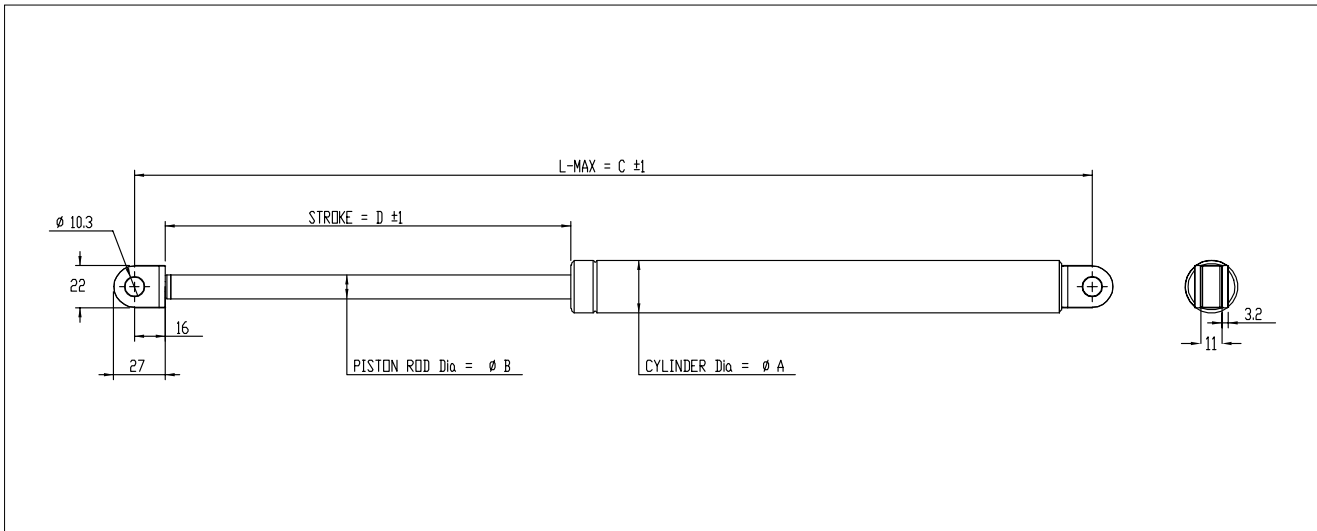 L-MAX = C ±1
STROKE = D ±1
ø 10.3
22
16
27
PISTON ROD Dia = ø B
CYLINDER Dia = ø A
3.2
11